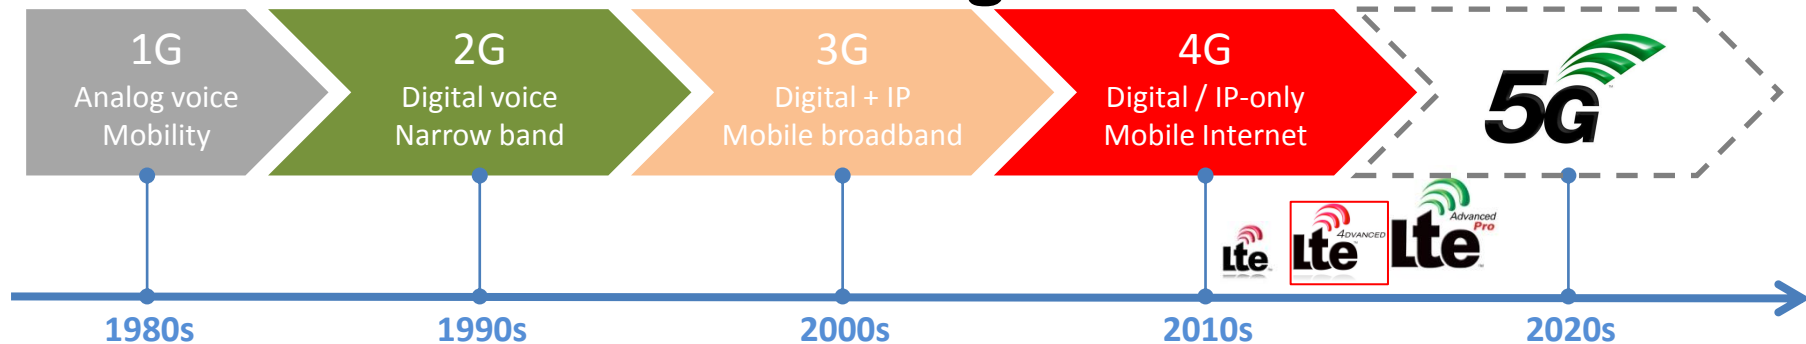 1G
Analog voice
Mobility
2G
Digital voice
Narrow band
3G
Digital + IP
Mobile broadband
4G
Digital / IP-only
Mobile Internet
5G
Lte
Lte 4DVANCED
Lte Advanced
Pro
1980s
1990s
2000s
2010s
2020s